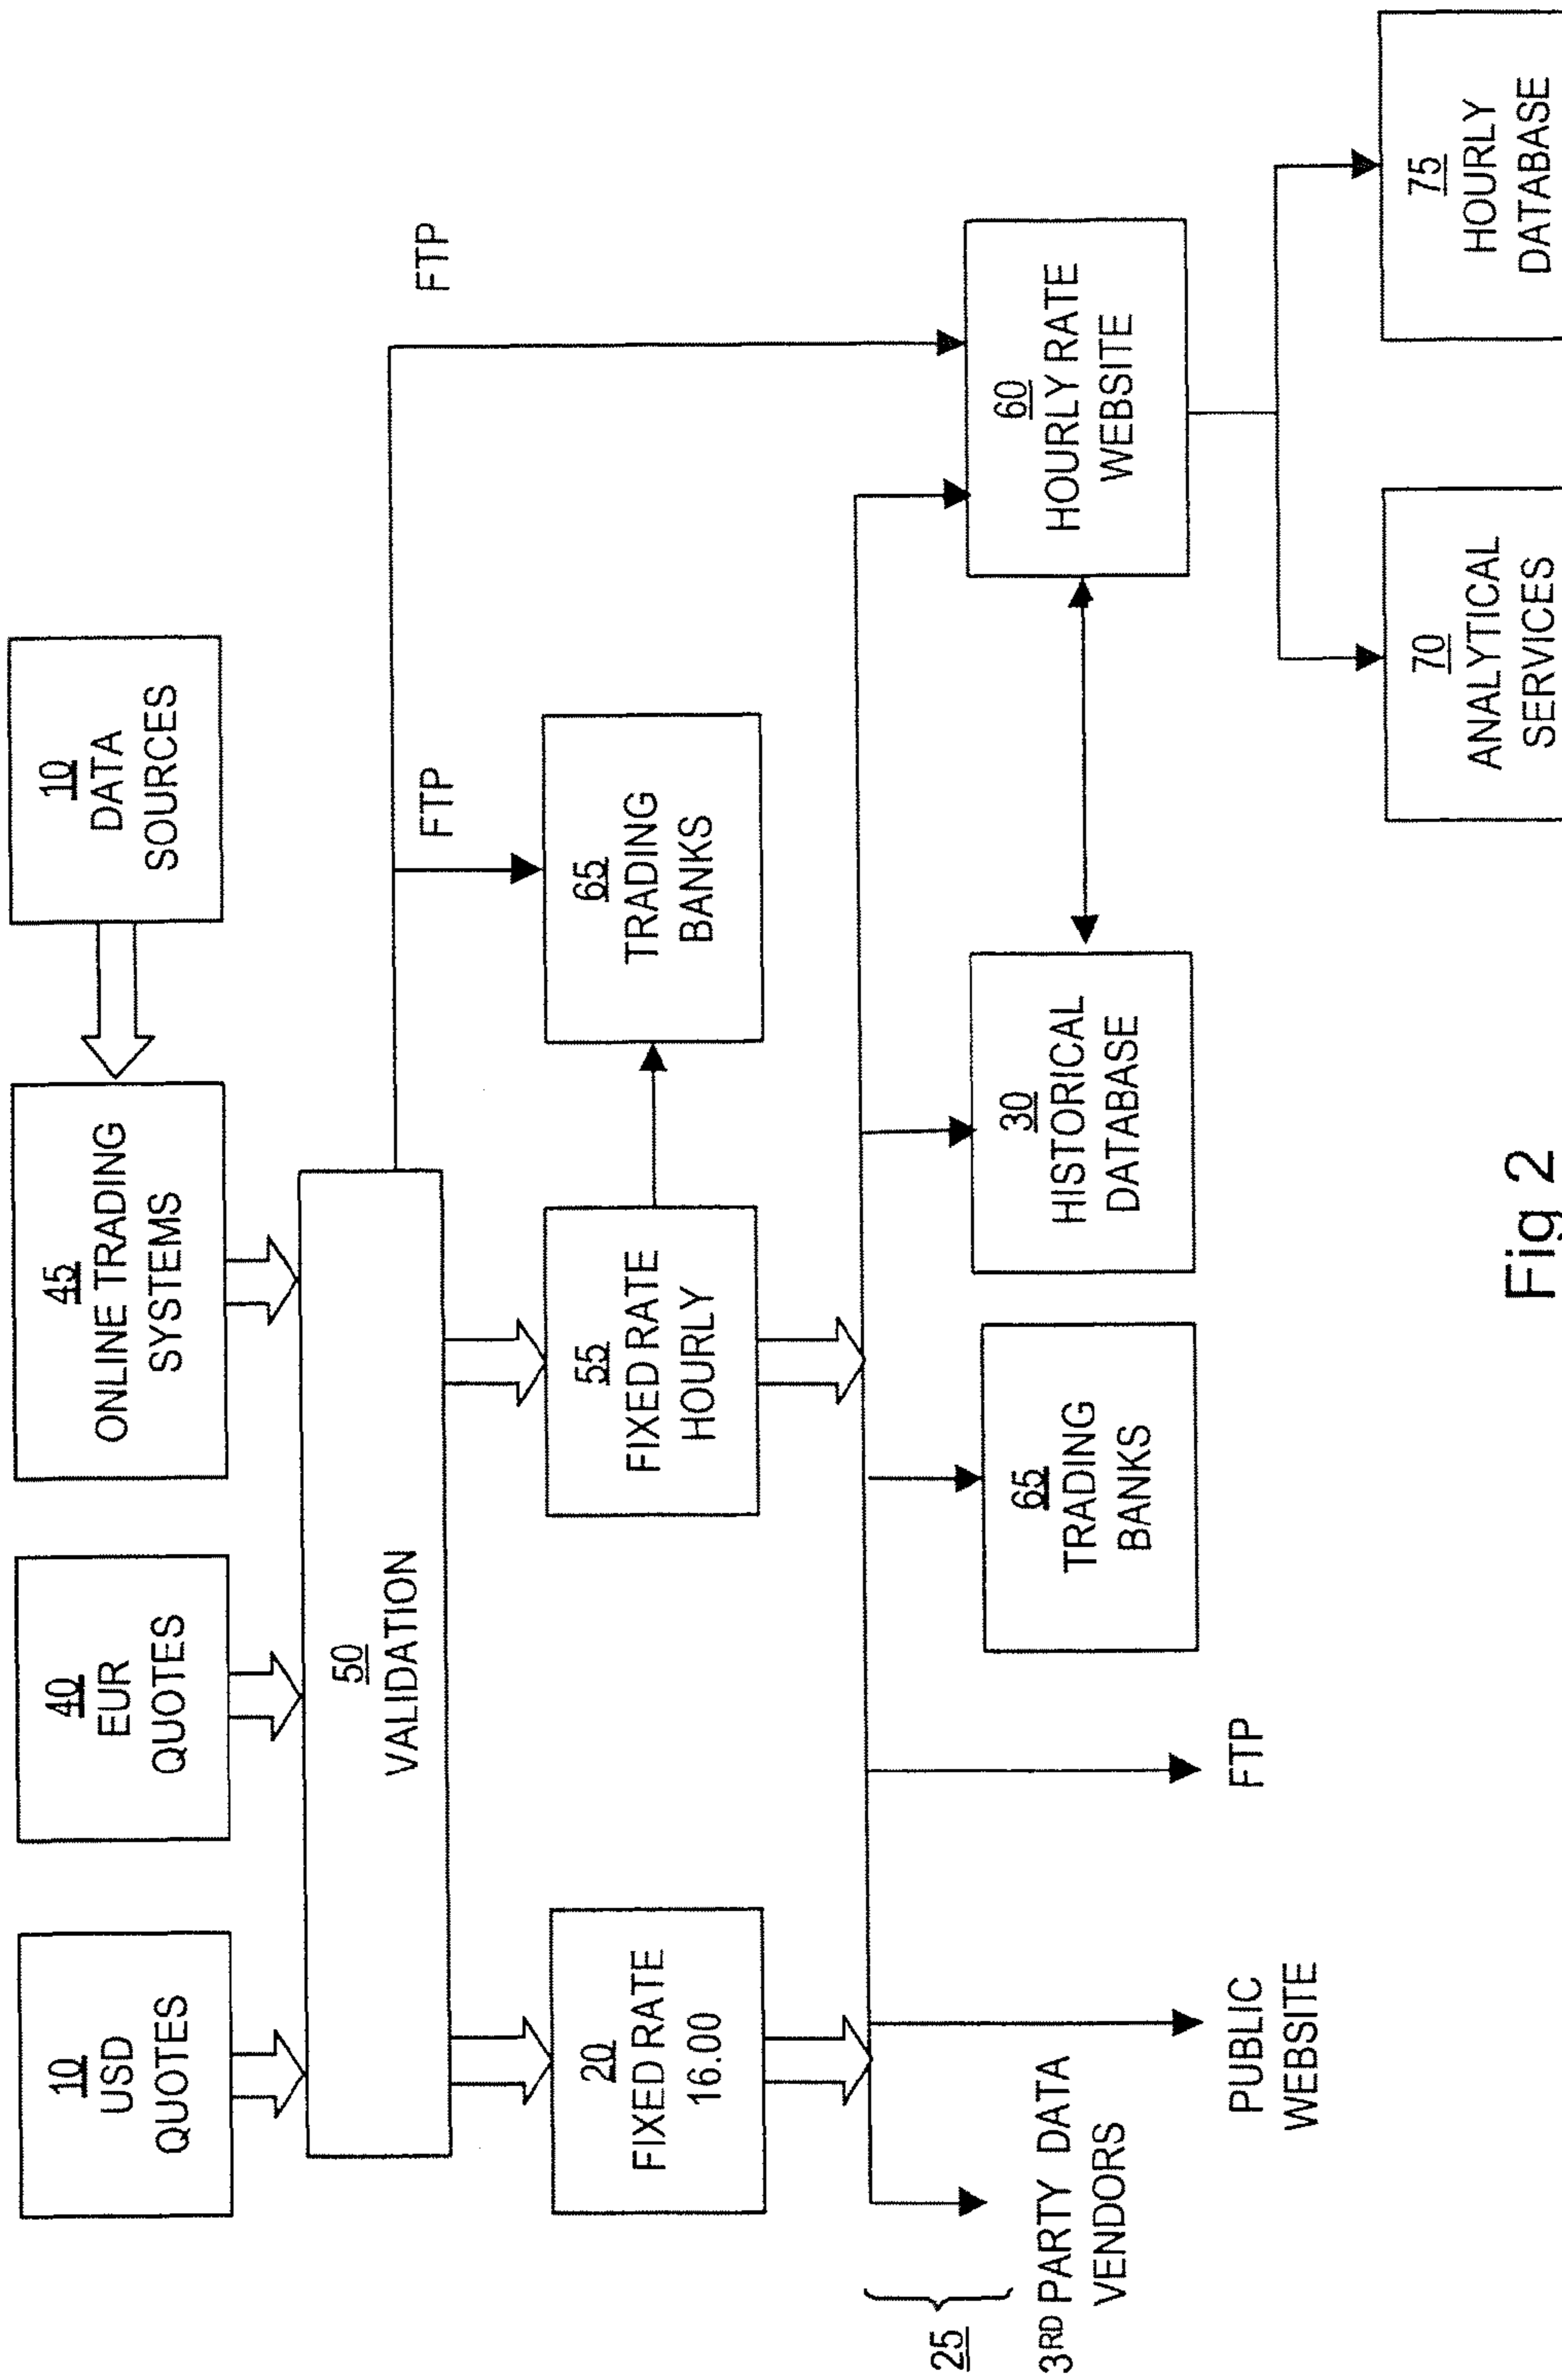 10
USD
QUOTES
40
EUR
QUOTES
45
ONLINE TRADING
SYSTEMS
10
DATA
SOURCES
50
VALIDATION
FTP
FTP
20
FIXED RATE
16.00
55
FIXED RATE
HOURLY
65
TRADING
BANKS
25
3RD PARTY DATA
VENDORS
PUBLIC
WEBSITE
FTP
65
TRADING
BANKS
30
HISTORICAL
DATABASE
60
HOURLY RATE
WEBSITE
70
ANALYTICAL
SERVICES
75
HOURLY
DATABASE
Fig 2